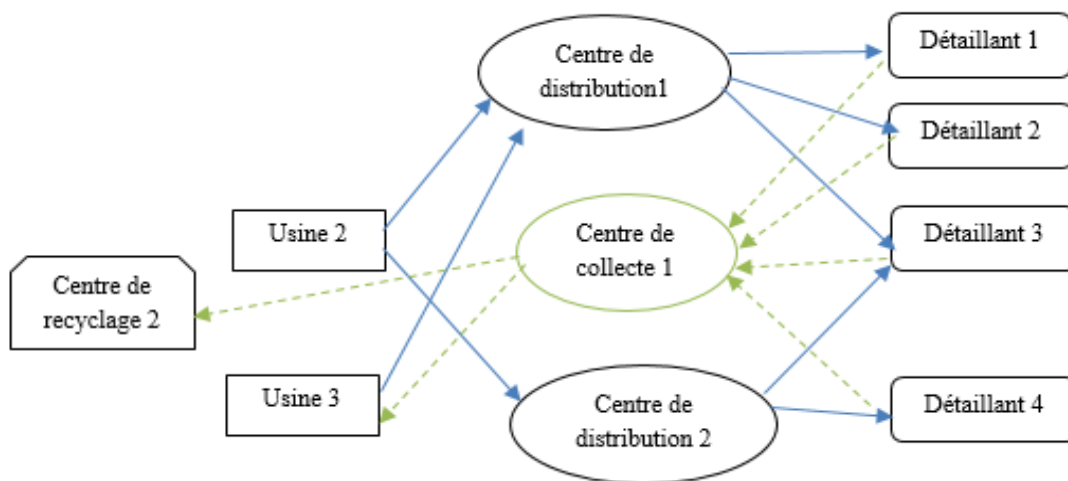 Centre de
distribution1
Détaillant 1
Détaillant 2
Usine 2
Centre de
collecte 1
Détaillant 3
Centre de
recyclage 2
Usine 3
Centre de
distribution 2
Détaillant 4